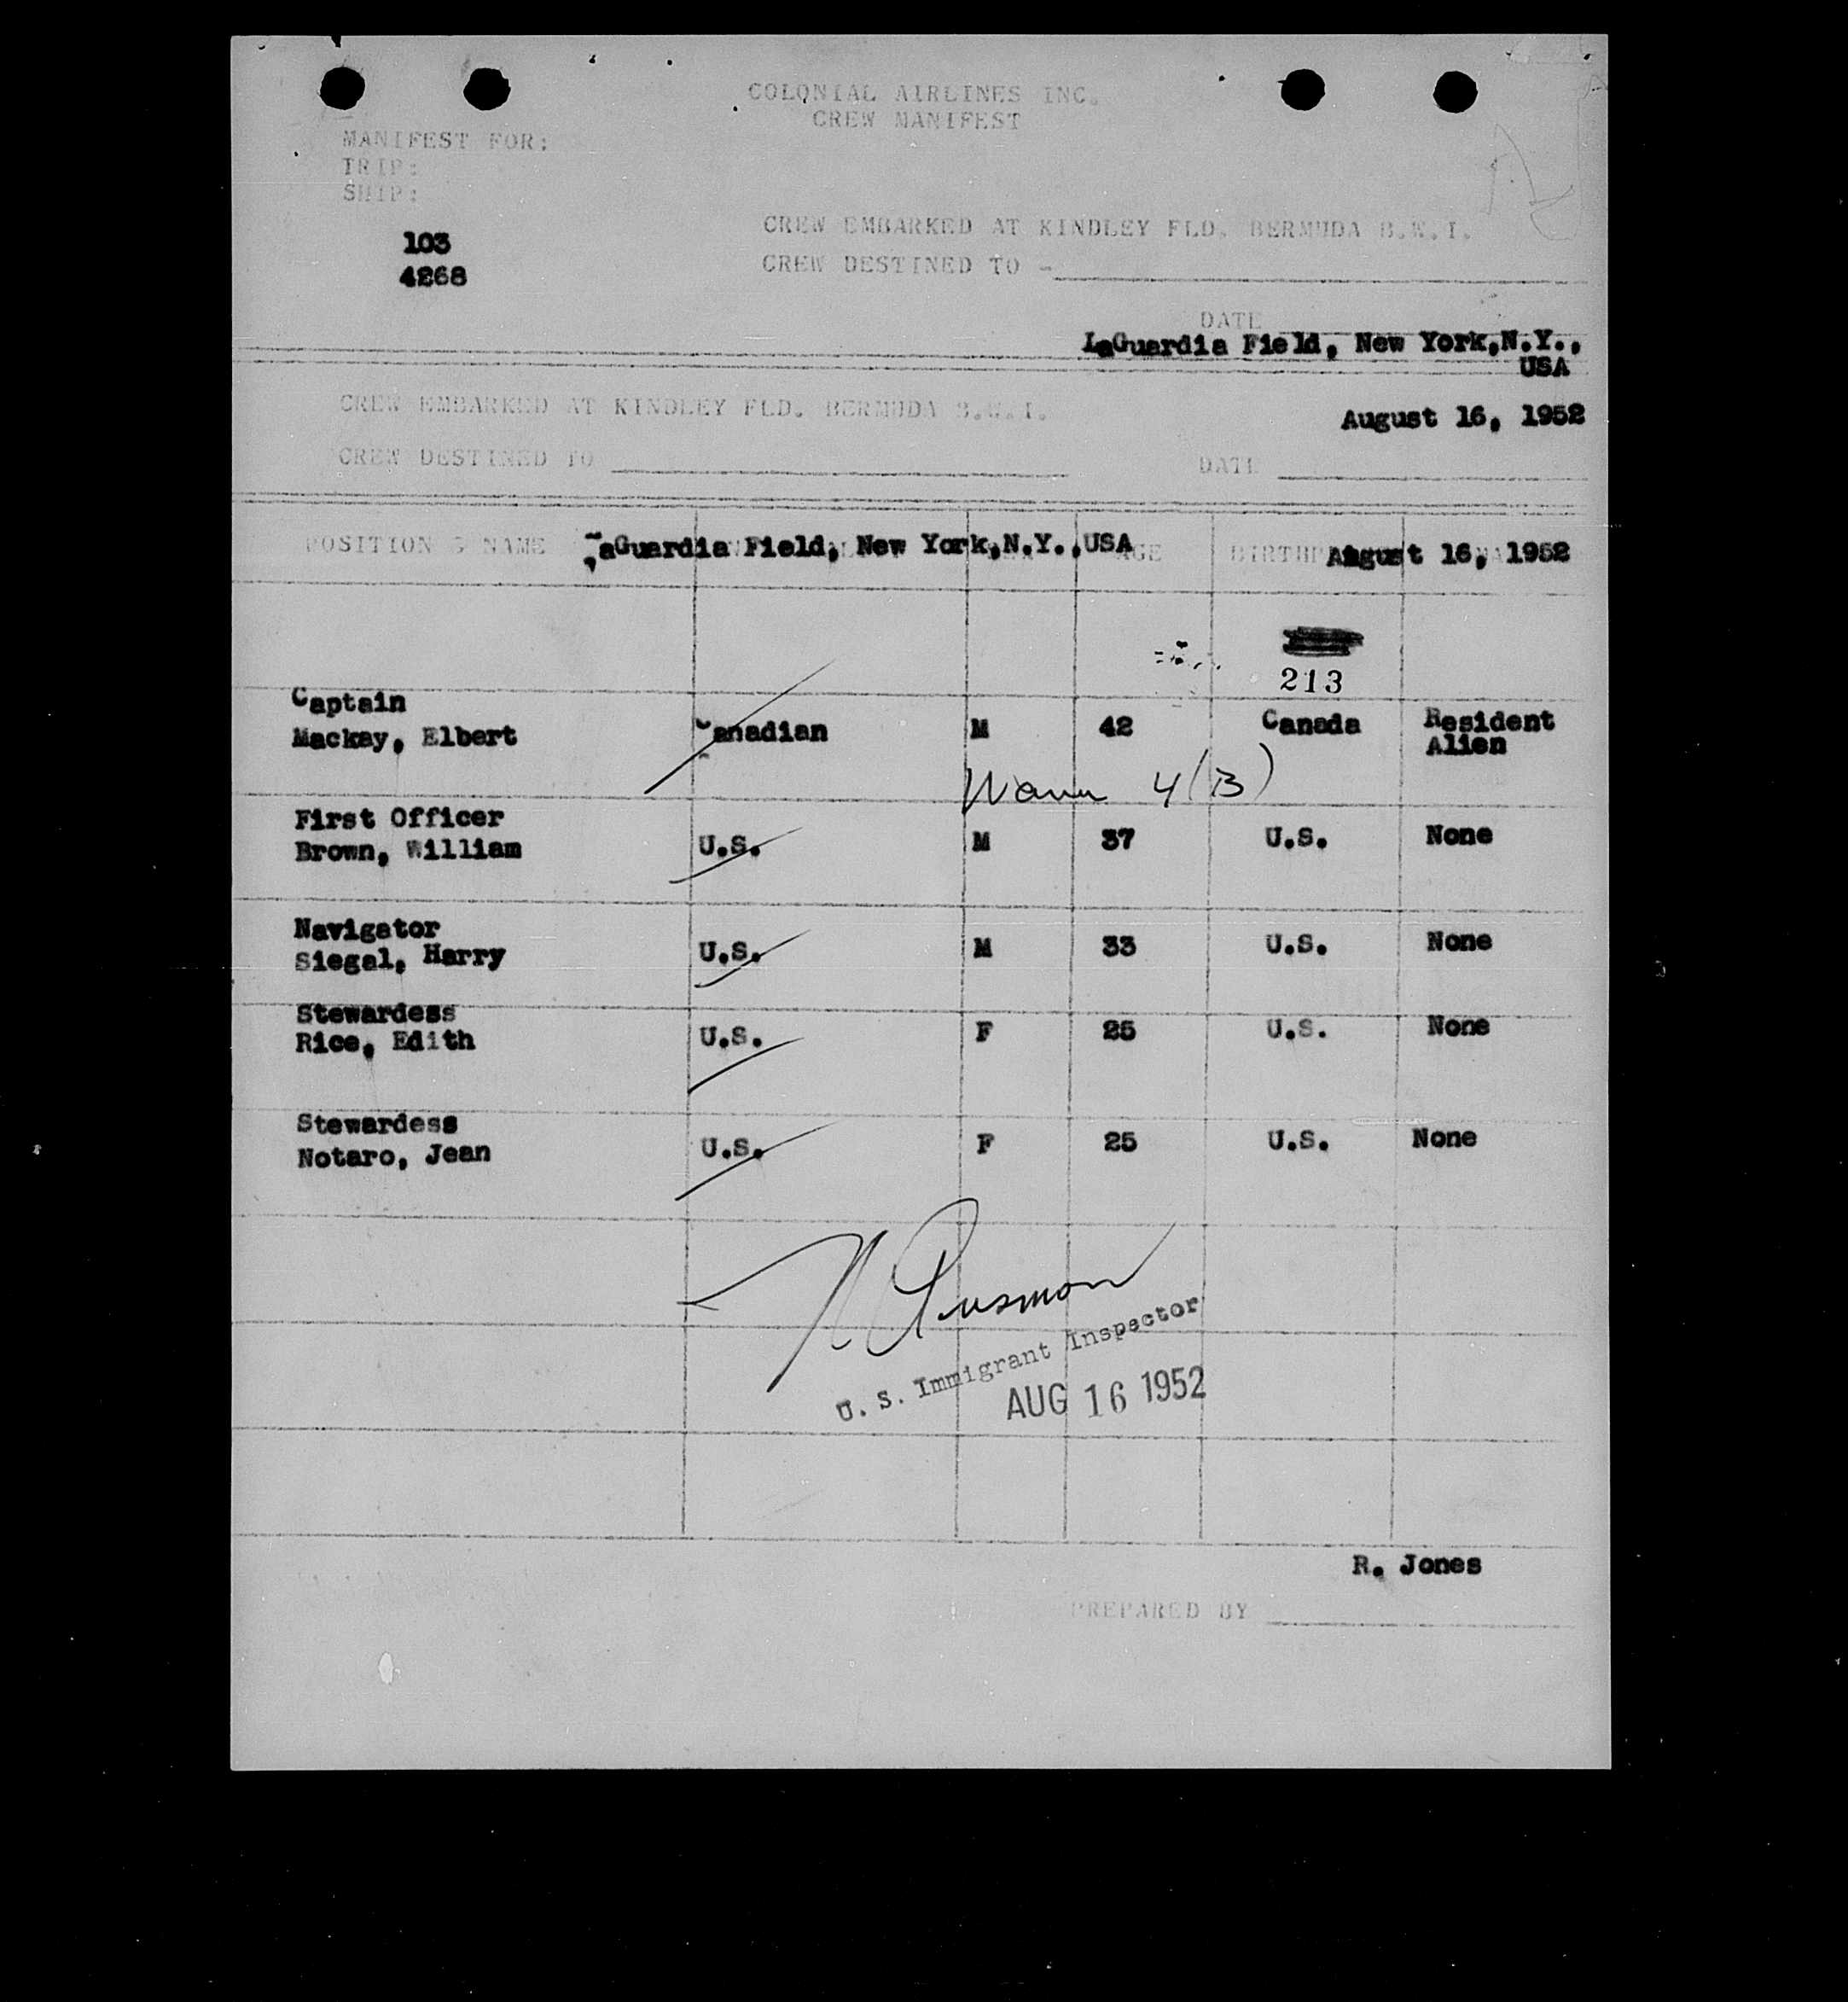 COLONIAL AIRLINES INC.
CREW MANIFEST
MANIFEST FOR:
TRIP:
SHIP:
103
4268
CREW EMBARKED AT KINDLEY FLD. BERMUDA B.W.I.
CREW DESTINED TO -
DATE
LaGuardia Field, New York,N.Y.,
USA
CREW EMBARKED AT KINDLEY FLD. BERMUDA B.W.I.
August 16, 1952
CREW DESTINED TO
DATE
POSITION & NAME
LaGuardia Field, New York,N.Y.,USA
AGE
August 16, 1952
213
Captain
Mackay, Elbert Canadian M 42 Canada Resident
Alien
4(B)
First Officer
Brown, William U.S. M 37 U.S. None
Navigator
Siegal, Harry U.S. M 33 U.S. None
Stewardess
Rice, Edith U.S. F 25 U.S. None
Stewardess
Notaro, Jean U.S. F 25 U.S. None
U. S. Immigrant Inspector
AUG 16 1952
R. Jones
PREPARED BY